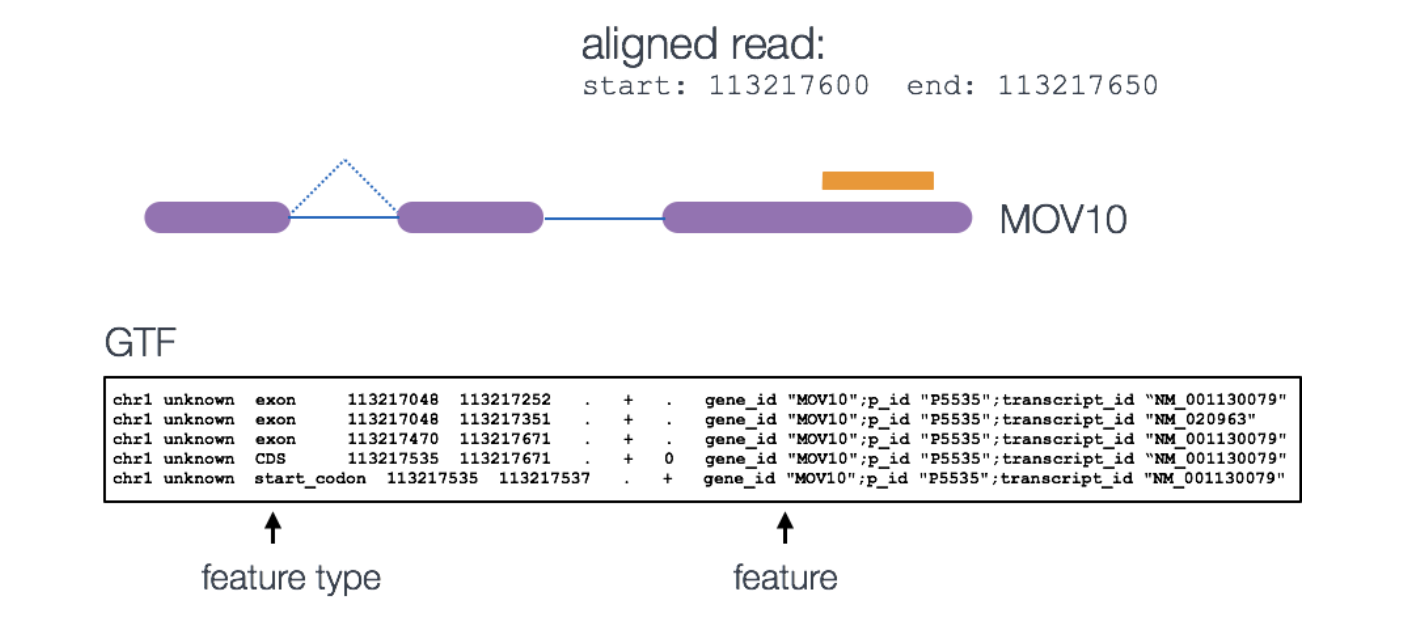 aligned read:
start: 113217600 end: 113217650
MOV10
GTF
chr1 unknown exon 113217048 113217252 . + . gene_id "MOV10";p_id "P5535";transcript_id “NM_001130079"
chr1 unknown exon 113217048 113217351 . + . gene_id "MOV10";p_id "P5535";transcript_id "NM_020963"
chr1 unknown exon 113217470 113217671 . + . gene_id "MOV10";p_id "P5535";transcript_id "NM_001130079"
chr1 unknown CDS 113217535 113217671 . + 0 gene_id "MOV10";p_id "P5535";transcript_id “NM_001130079"
chr1 unknown start_codon 113217535 113217537 . + gene_id "MOV10";p_id "P5535";transcript_id "NM_001130079"
feature type
feature